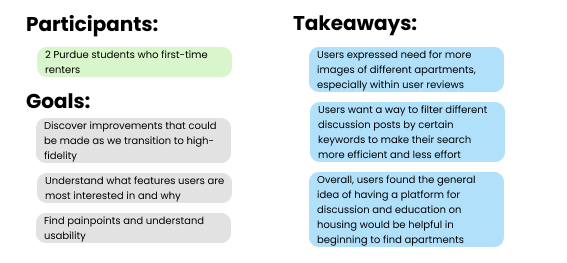 Participants:
2 Purdue students who first-time
renters
Goals:
Discover improvements that could
be made as we transition to high-
fidelity
Understand what features users are
most interested in and why
Find painpoints and understand
usability
Takeaways:
Users expressed need for more
images of different apartments,
especially within user reviews
Users want a way to filter different
discussion posts by certain
keywords to make their search
more efficient and less effort
Overall, users found the general
idea of having a platform for
discussion and education on
housing would be helpful in
beginning to find apartments